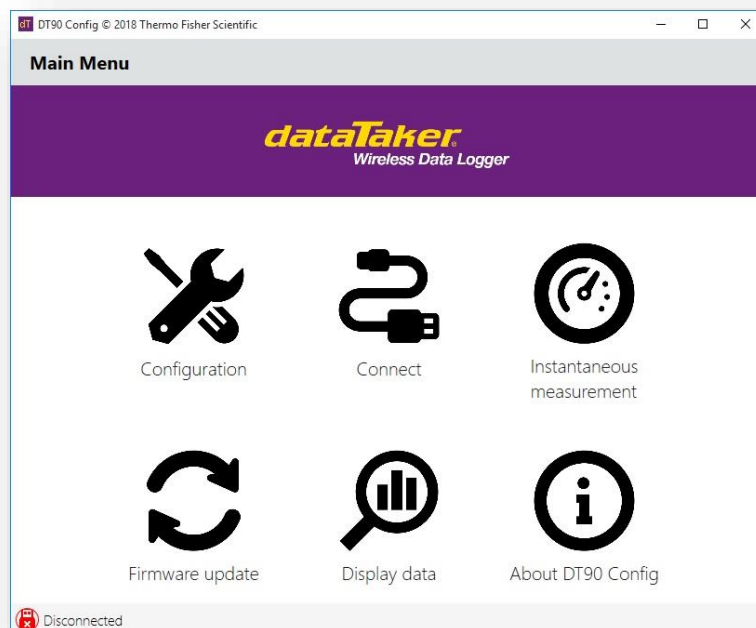 dT DT90 Config © 2018 Thermo Fisher Scientific
Main Menu
dataTaker®
Wireless Data Logger
Configuration
Connect
Instantaneous
measurement
Firmware update
Display data
About DT90 Config
Disconnected